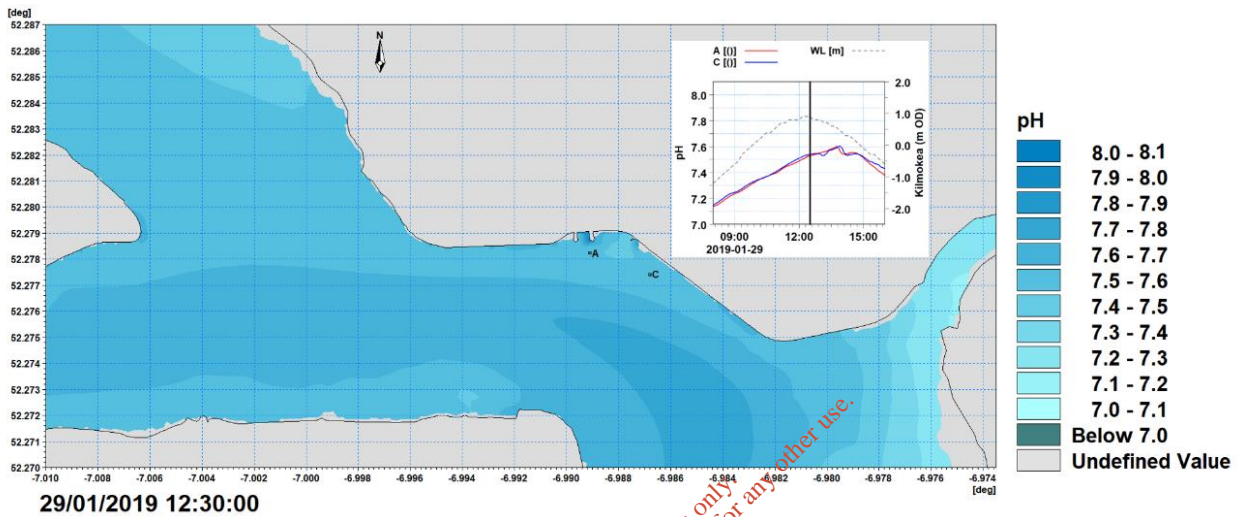 [deg]
52.287
52.286
52.285
52.284
52.283
52.282
52.281
52.280
52.279
52.278
52.277
52.276
52.275
52.274
52.273
52.272
52.271
52.270
-7.010 -7.008 -7.006 -7.004 -7.002 -7.000 -6.998 -6.996 -6.994 -6.992 -6.990 -6.988 -6.986 -6.984 -6.982 -6.980 -6.978 -6.976 -6.974
[deg]
29/01/2019 12:30:00
N
A
C
A [()] WL [m]
C [()]
pH
8.0
7.8
7.6
7.4
7.2
7.0
2.0
1.0
0.0
-1.0
-2.0
Kilmokea (m OD)
09:00 12:00 15:00
2019-01-29
only.
for any other use.
pH
8.0 - 8.1
7.9 - 8.0
7.8 - 7.9
7.7 - 7.8
7.6 - 7.7
7.5 - 7.6
7.4 - 7.5
7.3 - 7.4
7.2 - 7.3
7.1 - 7.2
7.0 - 7.1
Below 7.0
Undefined Value